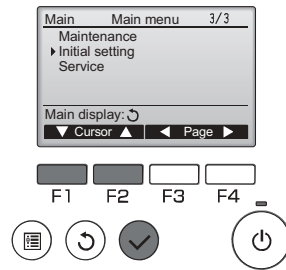 Main Main menu 3/3
Maintenance
Initial setting
Service
Main display:
Cursor Page
F1 F2 F3 F4